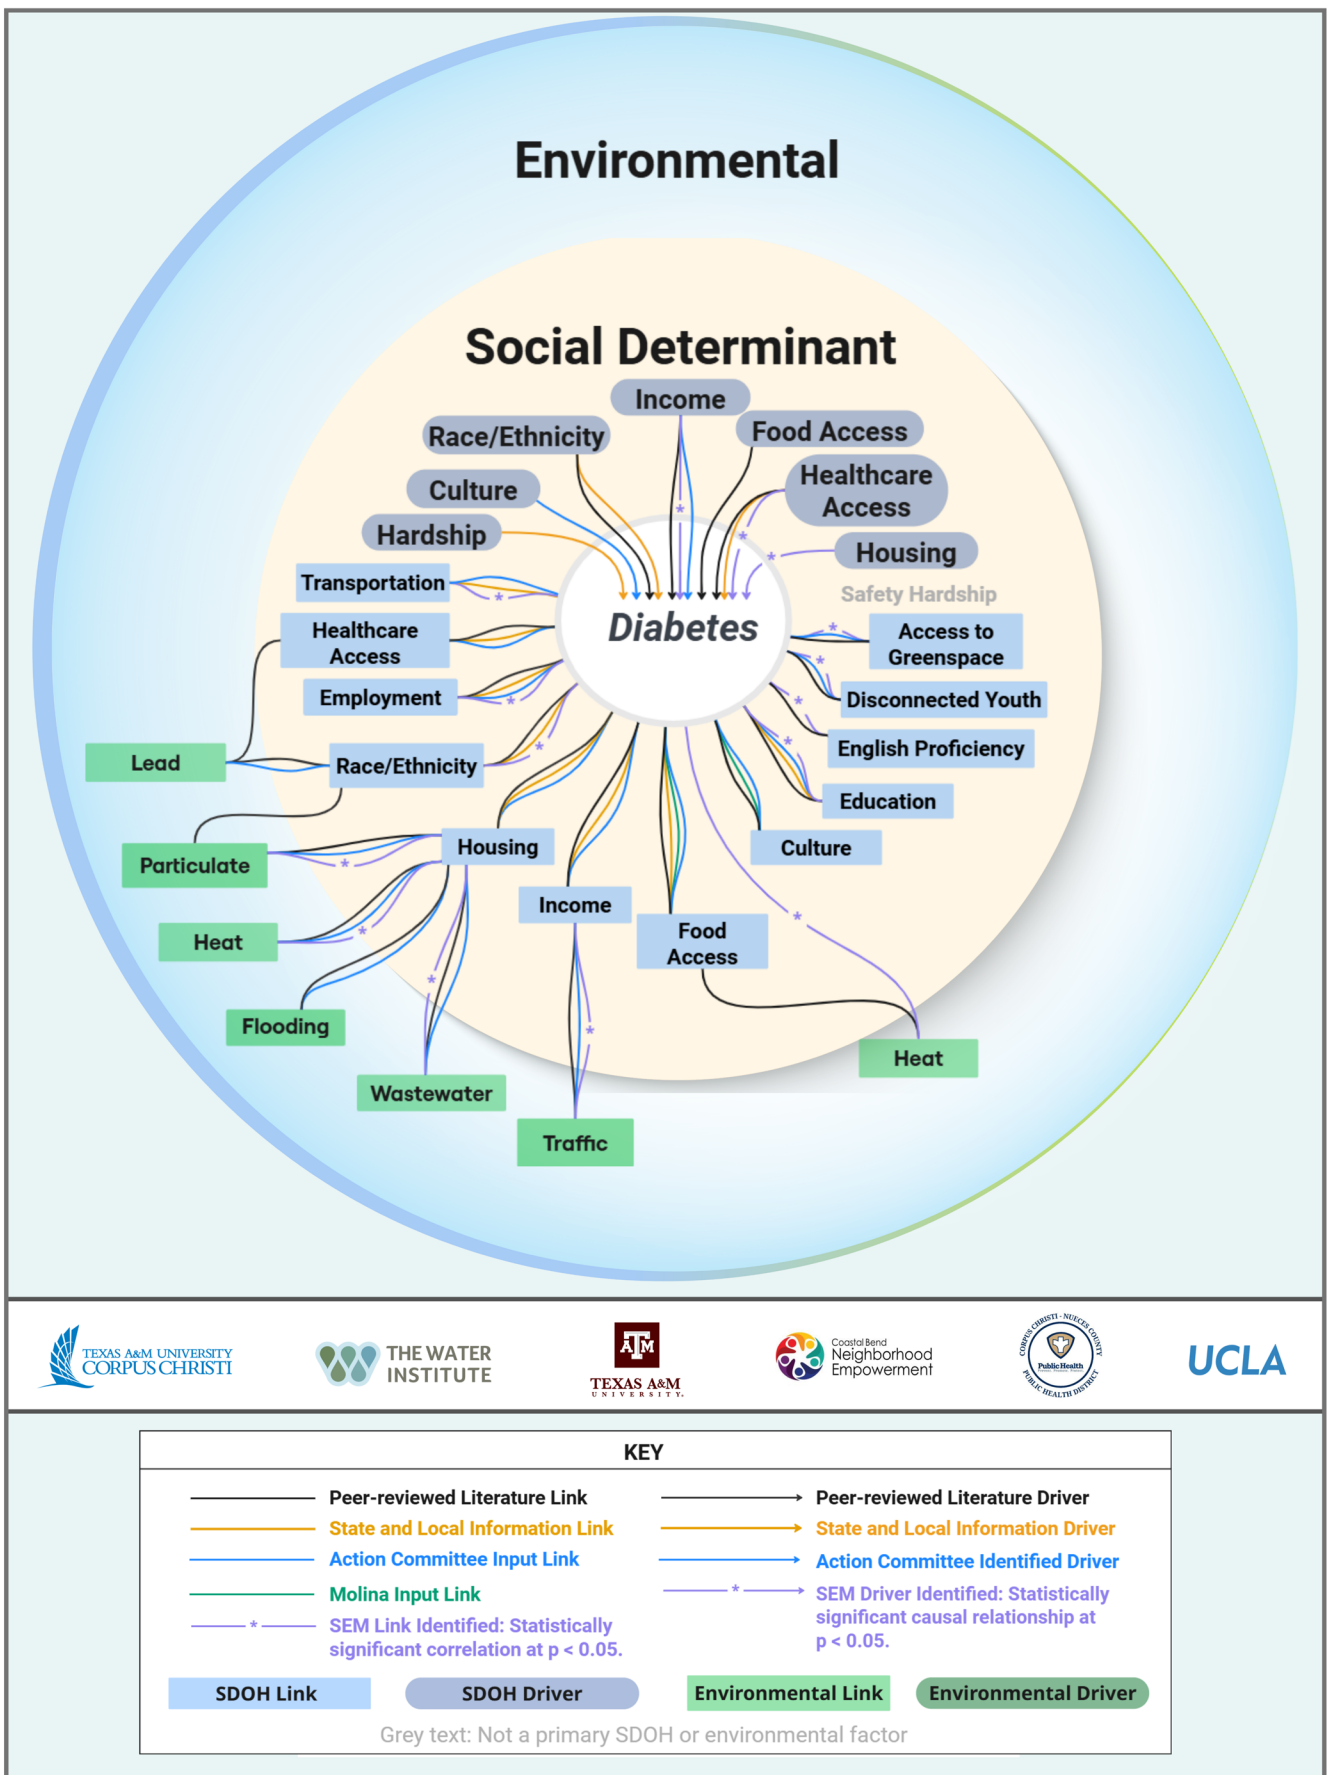 Environmental
Social Determinant
Income
Race/Ethnicity
Food Access
Culture
Healthcare
Access
Hardship
Housing
Transportation
Safety Hardship
Diabetes
Healthcare
Access
Access to
Greenspace
Employment
Disconnected Youth
English Proficiency
Lead
Race/Ethnicity
Education
Housing
Culture
Particulate
Income
Food
Access
Heat
Flooding
Heat
Wastewater
Traffic
TEXAS A&M UNIVERSITY
CORPUS CHRISTI
THE WATER
INSTITUTE
ATM
TEXAS A&M
UNIVERSITY.
Coastal Bend
Neighborhood
Empowerment
CORPUS CHRISTI - NUECES COUNTY
Public Health
PUBLIC HEALTH DISTRICT
UCLA
KEY
Peer-reviewed Literature Link
Peer-reviewed Literature Driver
State and Local Information Link
State and Local Information Driver
Action Committee Input Link
Action Committee Identified Driver
Molina Input Link
SEM Link Identified: Statistically
significant correlation at p < 0.05.
SEM Driver Identified: Statistically
significant causal relationship at
p < 0.05.
SDOH Link
SDOH Driver
Environmental Link
Environmental Driver
Grey text: Not a primary SDOH or environmental factor